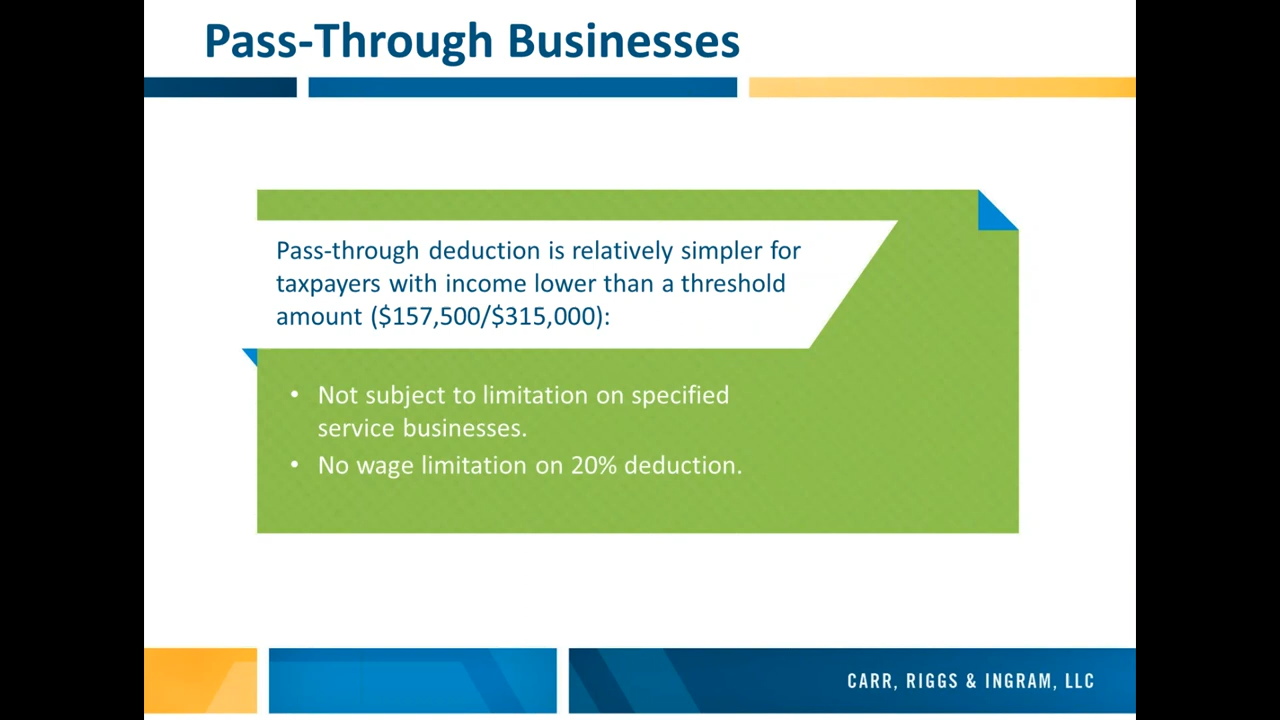 Pass-Through Businesses
Pass-through deduction is relatively simpler for
taxpayers with income lower than a threshold
amount ($157,500/$315,000):
• Not subject to limitation on specified
service businesses.
• No wage limitation on 20% deduction.
CARR, RIGGS & INGRAM, LLC